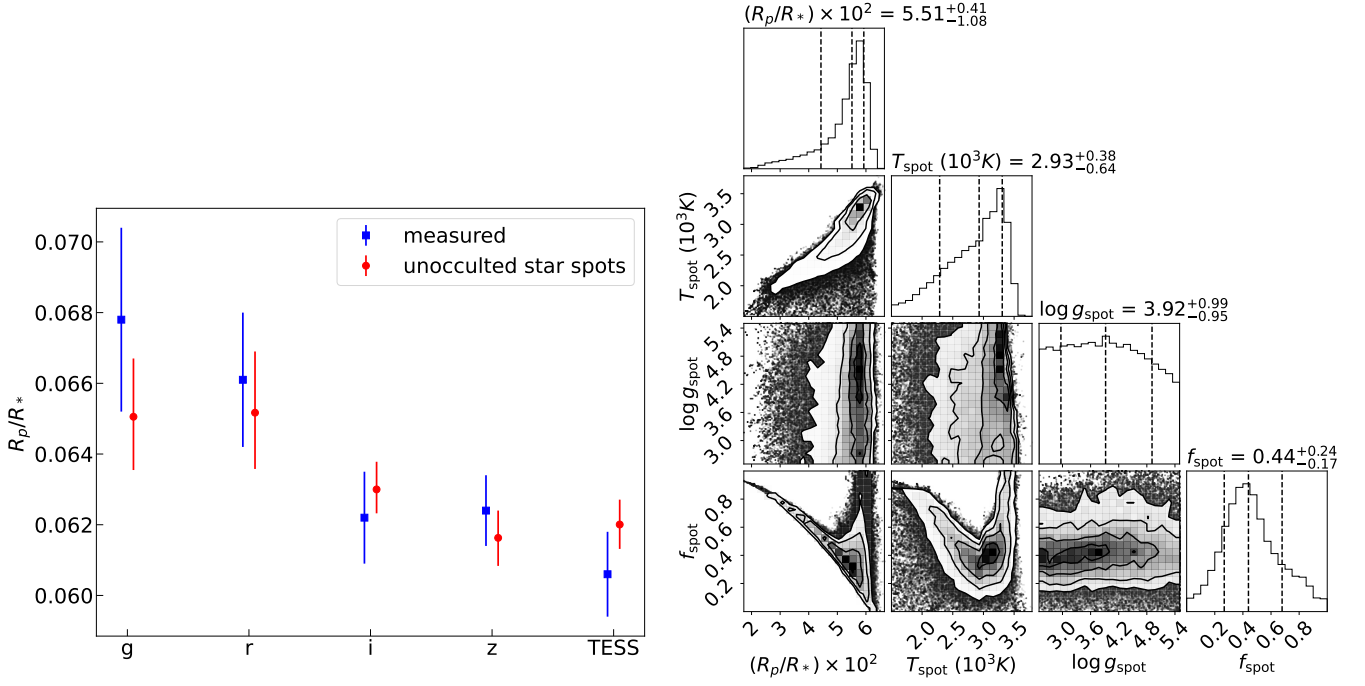 0.070
0.068
0.066
0.064
0.062
0.060
R_p/R_*
measured
unocculted star spots
g r i z TESS
(R_p/R_*) × 10^2 = 5.51^{+0.41}_{-1.08}
T_spot (10^3K) = 2.93^{+0.38}_{-0.64}
log g_spot = 3.92^{+0.99}_{-0.95}
f_spot = 0.44^{+0.24}_{-0.17}
T_spot (10^3K)
3.5
3.0
2.5
2.0
log g_spot
5.4
4.8
4.2
3.6
3.0
f_spot
0.8
0.6
0.4
0.2
2 3 4 5 6
(R_p/R_*) × 10^2
2.0 2.5 3.0 3.5
T_spot (10^3K)
3.0 3.6 4.2 4.8 5.4
log g_spot
0.2 0.4 0.6 0.8
f_spot